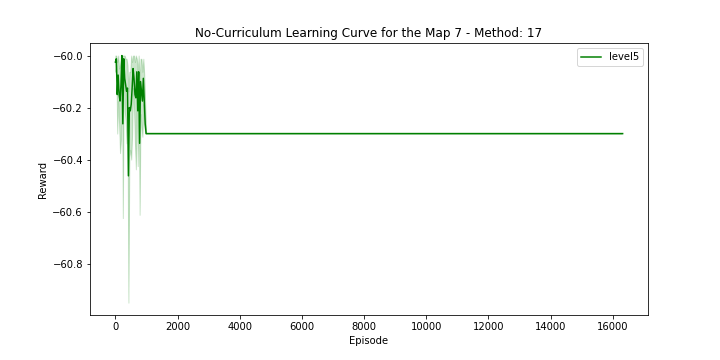 No-Curriculum Learning Curve for the Map 7 - Method: 17
level5
Reward
−60.0
−60.2
−60.4
−60.6
−60.8
0 2000 4000 6000 8000 10000 12000 14000 16000
Episode